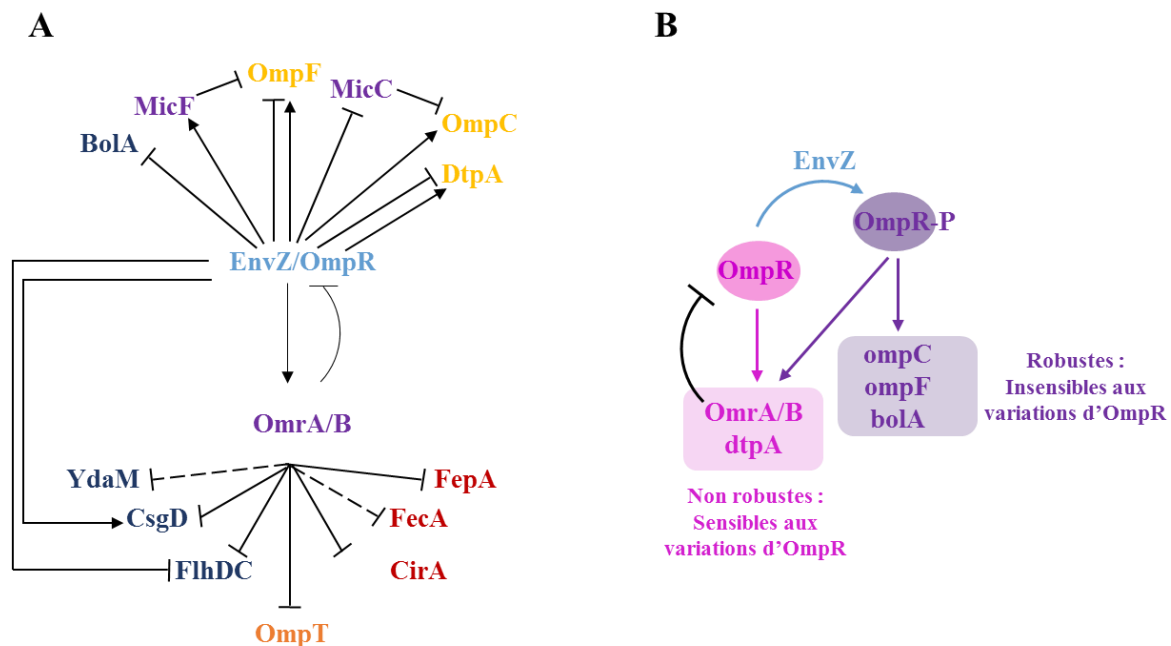 A
OmpF
MicC
MicF
OmpC
BolA
DtpA
EnvZ/OmpR
OmrA/B
YdaM
FepA
CsgD
FecA
FlhDC
CirA
OmpT
B
EnvZ
OmpR-P
OmpR
ompC
ompF
bolA
Robustes :
Insensibles aux
variations d’OmpR
OmrA/B
dtpA
Non robustes :
Sensibles aux
variations d’OmpR